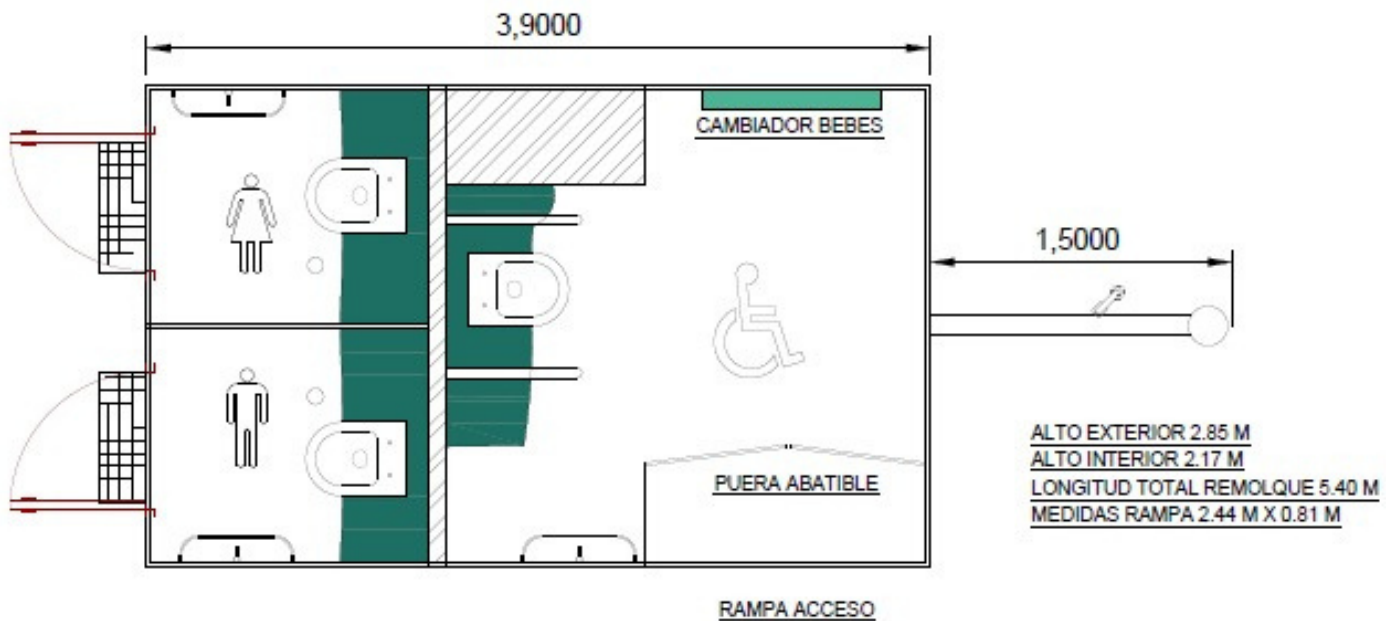 3,9000
CAMBIADOR BEBES
1,5000
PUERA ABATIBLE
ALTO EXTERIOR 2.85 M
ALTO INTERIOR 2.17 M
LONGITUD TOTAL REMOLQUE 5.40 M
MEDIDAS RAMPA 2.44 M X 0.81 M
RAMPA ACCESO